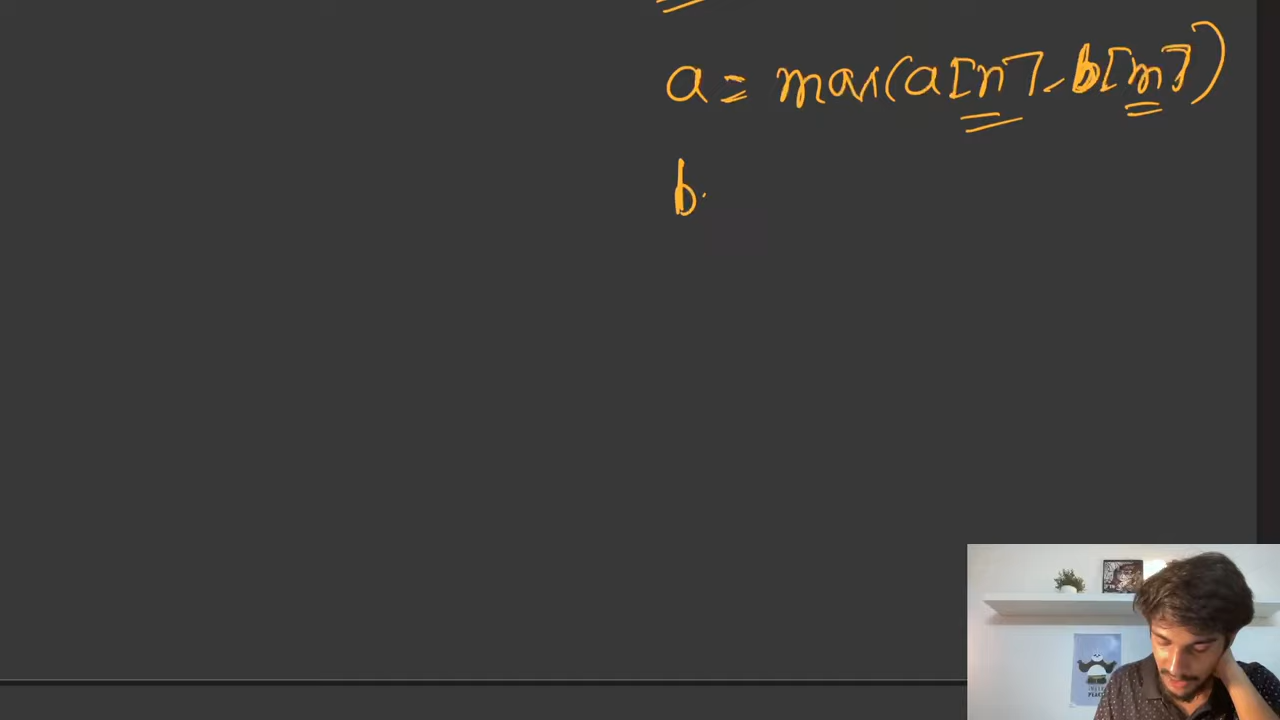 a = max(a[n], b[m])
b